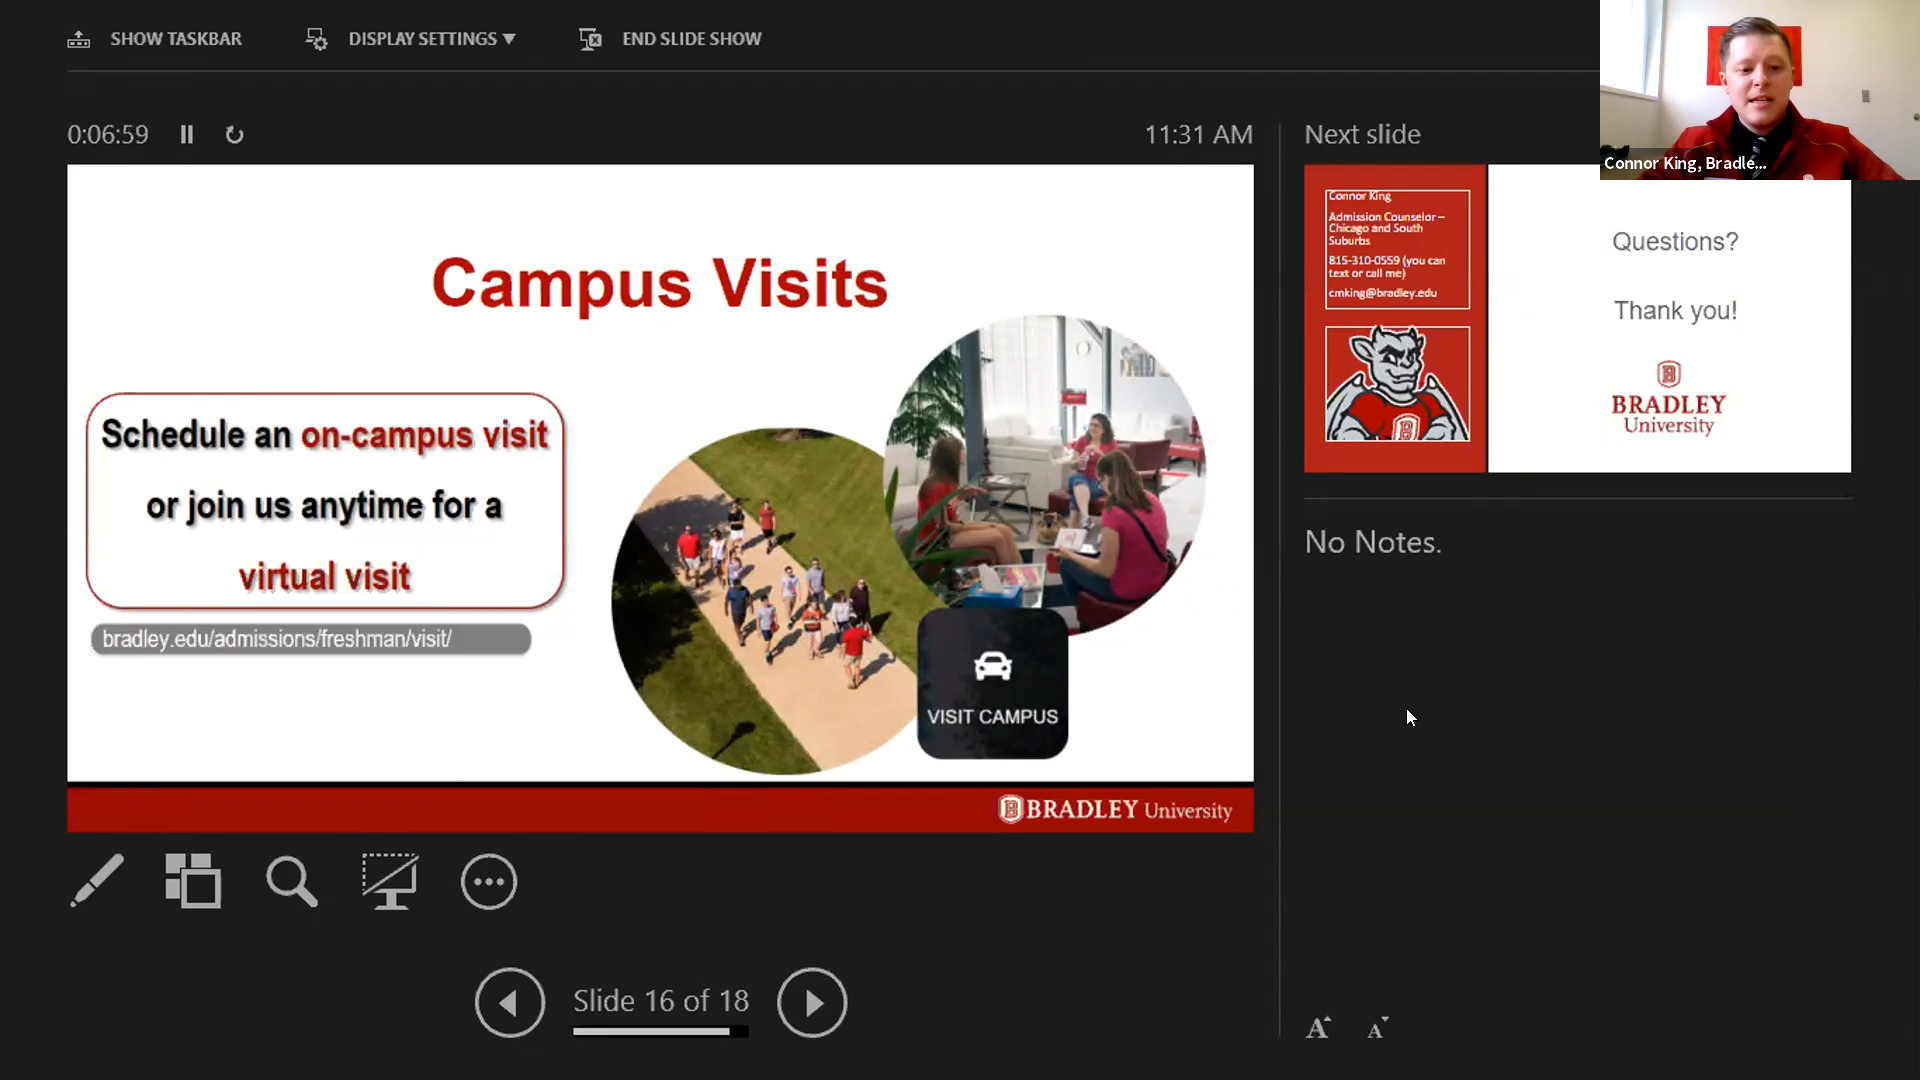 SHOW TASKBAR
DISPLAY SETTINGS
END SLIDE SHOW
Connor King, Bradle...
0:06:59
11:31 AM
Next slide
Campus Visits
Schedule an on-campus visit
or join us anytime for a
virtual visit
bradley.edu/admissions/freshman/visit/
VISIT CAMPUS
B BRADLEY University
Connor King
Admission Counselor –
Chicago and South
Suburbs
815-310-0559 (you can
text or call me)
cmking@bradley.edu
B
Questions?
Thank you!
B
BRADLEY
University
No Notes.
Slide 16 of 18
A
A